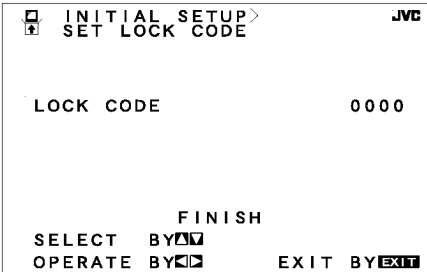 INITIAL SETUP> JVC
SET LOCK CODE
LOCK CODE 0000
FINISH
SELECT BY▲▼
OPERATE BY◀▶ EXIT BY EXIT